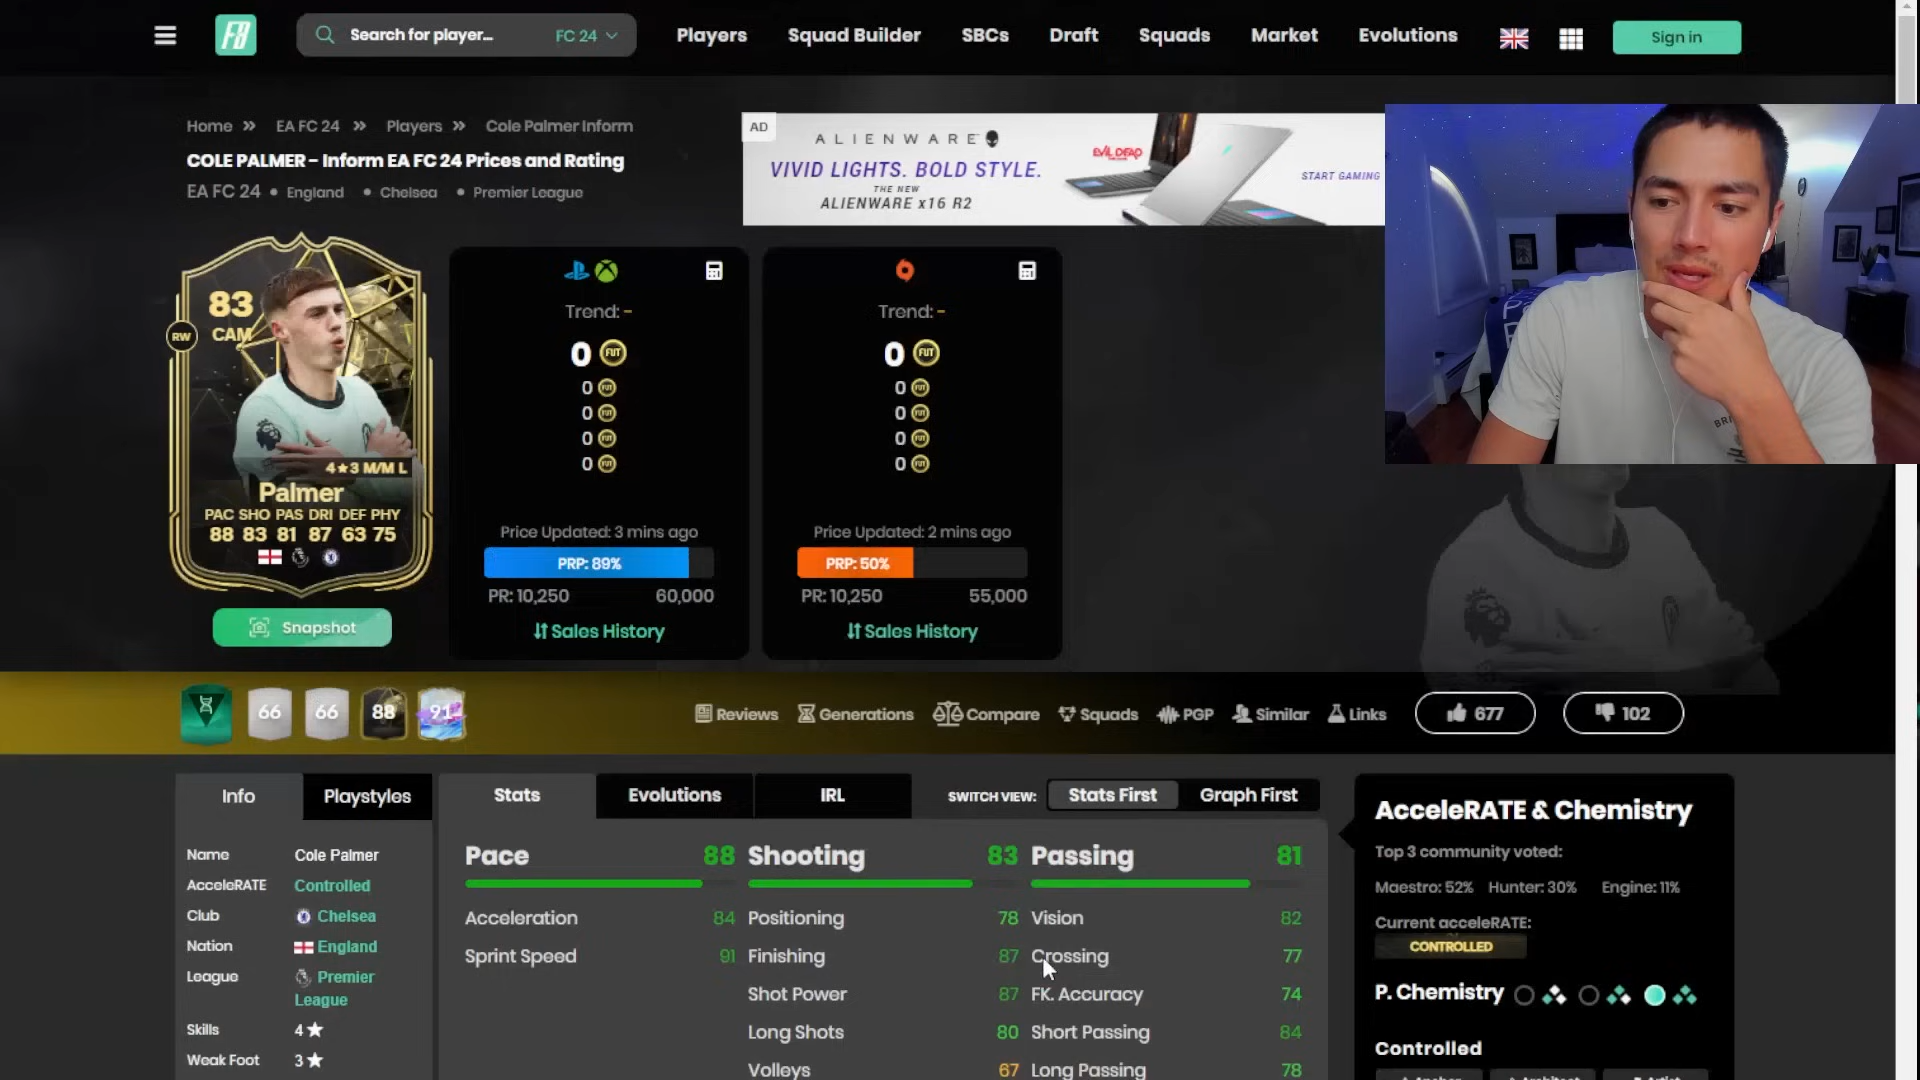 F8
Search for player...
FC 24
Players
Squad Builder
SBCs
Draft
Squads
Market
Evolutions
Sign in
Home » EA FC 24 » Players » Cole Palmer Inform
COLE PALMER - Inform EA FC 24 Prices and Rating
EA FC 24 • England • Chelsea • Premier League
AD
ALIENWARE
VIVID LIGHTS. BOLD STYLE.
THE NEW
ALIENWARE x16 R2
EVIL DEAD
START GAMING
83
CAM
RW
4★3 M/M L
Palmer
PAC SHO PAS DRI DEF PHY
88 83 81 87 63 75
Snapshot
Trend: -
0 FUT
0
0
0
0
Price Updated: 3 mins ago
PRP: 89%
PR: 10,250 60,000
Sales History
Trend: -
0 FUT
0
0
0
0
Price Updated: 2 mins ago
PRP: 50%
PR: 10,250 55,000
Sales History
66
66
88
91
Reviews
Generations
Compare
Squads
PGP
Similar
Links
677
102
Info
Playstyles
Name Cole Palmer
AcceleRATE Controlled
Club Chelsea
Nation England
League Premier
League
Skills 4★
Weak Foot 3★
Stats
Evolutions
IRL
SWITCH VIEW:
Stats First
Graph First
Pace 88
Acceleration 84
Sprint Speed 91
Shooting 83
Positioning 78
Finishing 87
Shot Power 87
Long Shots 80
Volleys 67
Passing 81
Vision 82
Crossing 77
FK. Accuracy 74
Short Passing 84
Long Passing 78
AcceleRATE & Chemistry
Top 3 community voted:
Maestro: 52% Hunter: 30% Engine: 11%
Current acceleRATE:
CONTROLLED
P. Chemistry
Controlled